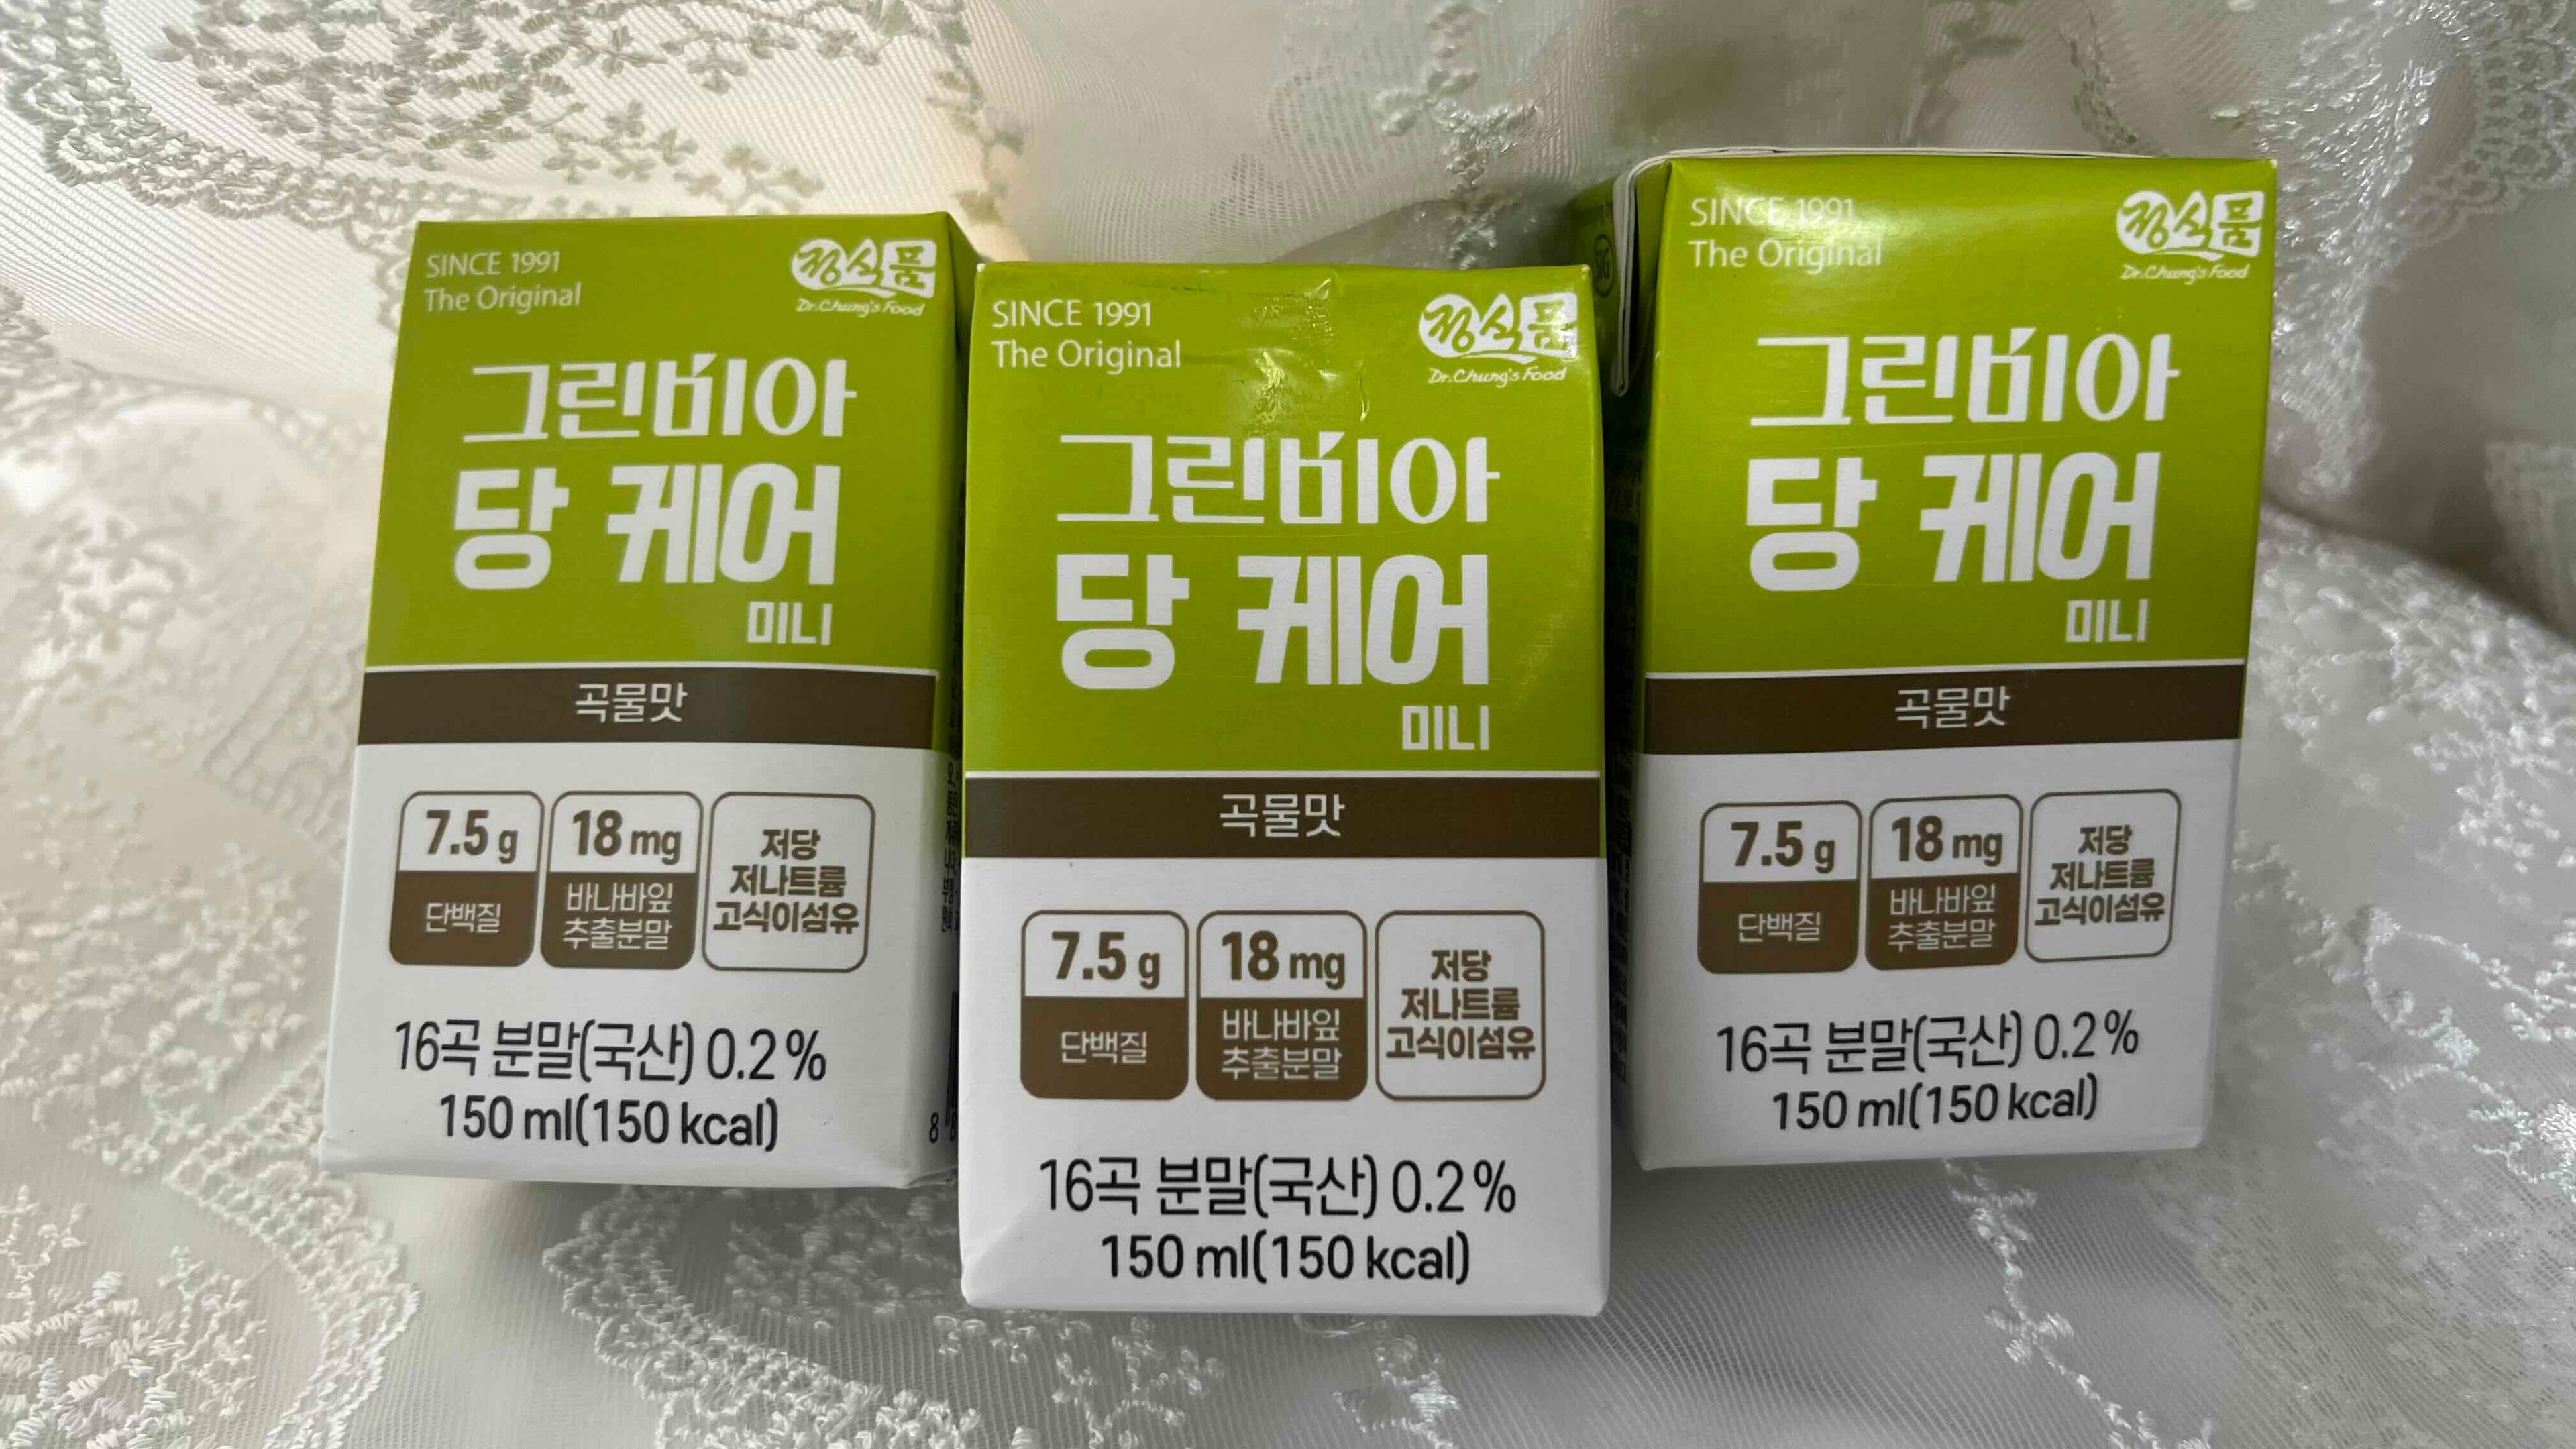 SINCE 1991
The Original
정식품
Dr.Chung's Food
그린비아
당 케어
미니
곡물맛
7.5 g
단백질
18 mg
바나바잎
추출분말
저당
저나트륨
고식이섬유
16곡 분말(국산) 0.2 %
150 ml(150 kcal)
8
SINCE 1991
The Original
정식품
Dr.Chung's Food
그린비아
당 케어
미니
곡물맛
7.5 g
단백질
18 mg
바나바잎
추출분말
저당
저나트륨
고식이섬유
16곡 분말(국산) 0.2 %
150 ml(150 kcal)
SINCE 1991
The Original
정식품
Dr.Chung's Food
그린비아
당 케어
미니
곡물맛
7.5 g
단백질
18 mg
바나바잎
추출분말
저당
저나트륨
고식이섬유
16곡 분말(국산) 0.2 %
150 ml(150 kcal)